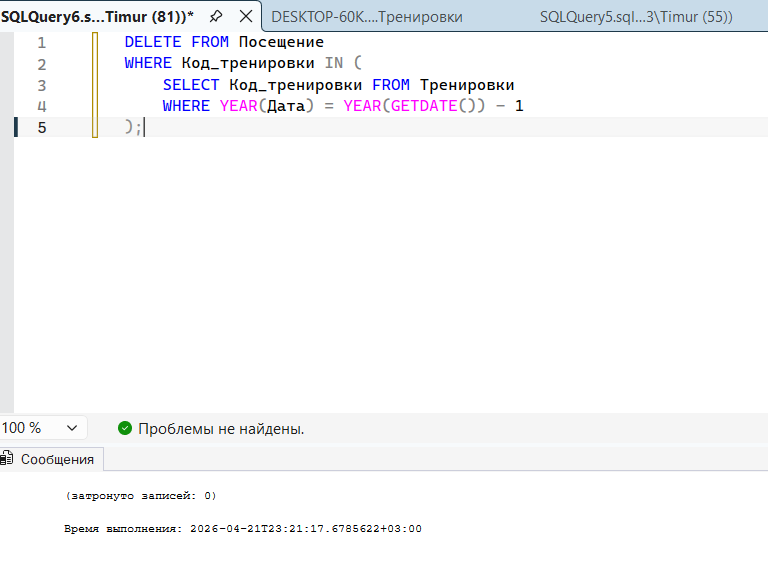 SQLQuery6.s...Timur (81))* DESKTOP-60K....Тренировки SQLQuery5.sql...3\Timur (55))
1 DELETE FROM Посещение
2 WHERE Код_тренировки IN (
3 SELECT Код_тренировки FROM Тренировки
4 WHERE YEAR(Дата) = YEAR(GETDATE()) - 1
5 );
100 % Проблемы не найдены.
Сообщения
(затронуто записей: 0)
Время выполнения: 2026-04-21T23:21:17.6785622+03:00